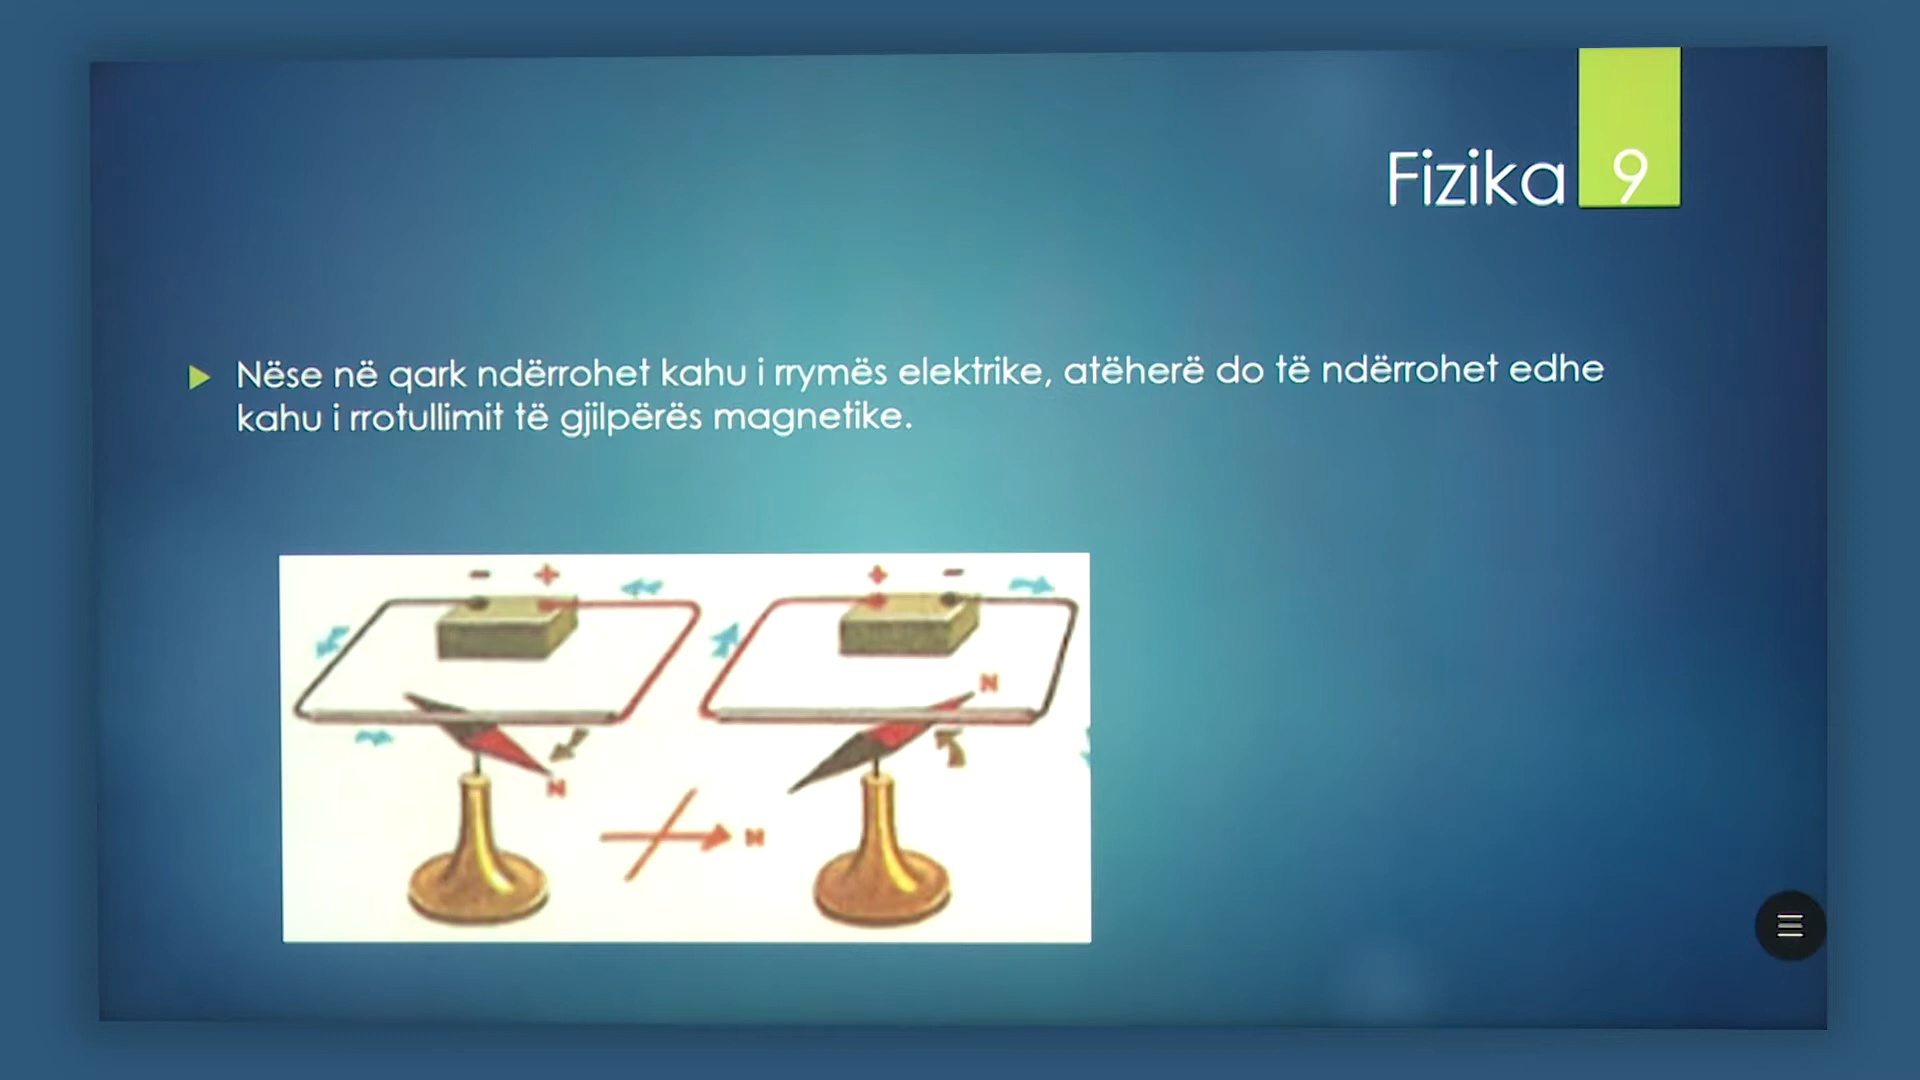 Fizika 9
Nëse në qark ndërrohet kahu i rrymës elektrike, atëherë do të ndërrohet edhe
kahu i rrotullimit të gjilpërës magnetike.
- +
+ -
N
N
N